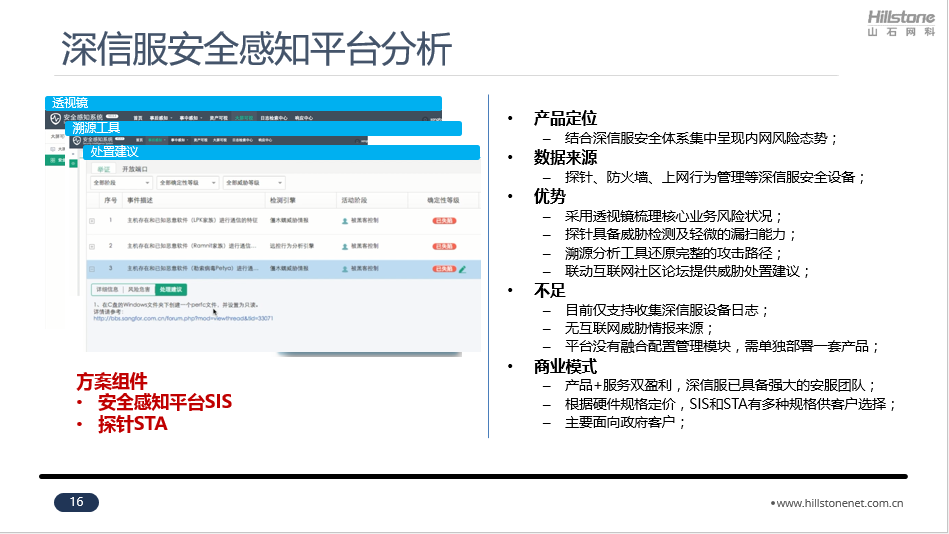 Hillstone
山石网科
深信服安全感知平台分析
透视镜
安全感知系统
溯源工具
安全感知系统
处置建议
举证 开放端口
全部阶段 全部确定性等级 全部威胁等级
序号 事件描述 检测引擎 活动阶段 确定性等级
1 主机存在和已知恶意软件（LPK家族）进行通信的特征 僵木蠕威胁情报 被黑客控制 已失陷
2 主机存在和已知恶意软件（Ramnit家族）进行通信... 远控行为分析引擎 被黑客控制 已失陷
3 主机存在和已知恶意软件（勒索病毒Petya）进行通... 僵木蠕威胁情报 被黑客控制 已失陷
详细信息 风险危害 处理建议
1、在C盘的Windows文件夹下创建一个perfc文件，并设置为只读。
详情请参考:
http://bbs.sangfor.com.cn/forum.php?mod=viewthread&tid=33071
方案组件
• 安全感知平台SIS
• 探针STA
• 产品定位
– 结合深信服安全体系集中呈现内网风险态势；
• 数据来源
– 探针、防火墙、上网行为管理等深信服安全设备；
• 优势
– 采用透视镜梳理核心业务风险状况；
– 探针具备威胁检测及轻微的漏扫能力；
– 溯源分析工具还原完整的攻击路径；
– 联动互联网社区论坛提供威胁处置建议；
• 不足
– 目前仅支持收集深信服设备日志；
– 无互联网威胁情报来源；
– 平台没有融合配置管理模块，需单独部署一套产品；
• 商业模式
– 产品+服务双盈利，深信服已具备强大的安服团队；
– 根据硬件规格定价，SIS和STA有多种规格供客户选择；
– 主要面向政府客户；
16
•www.hillstonenet.com.cn